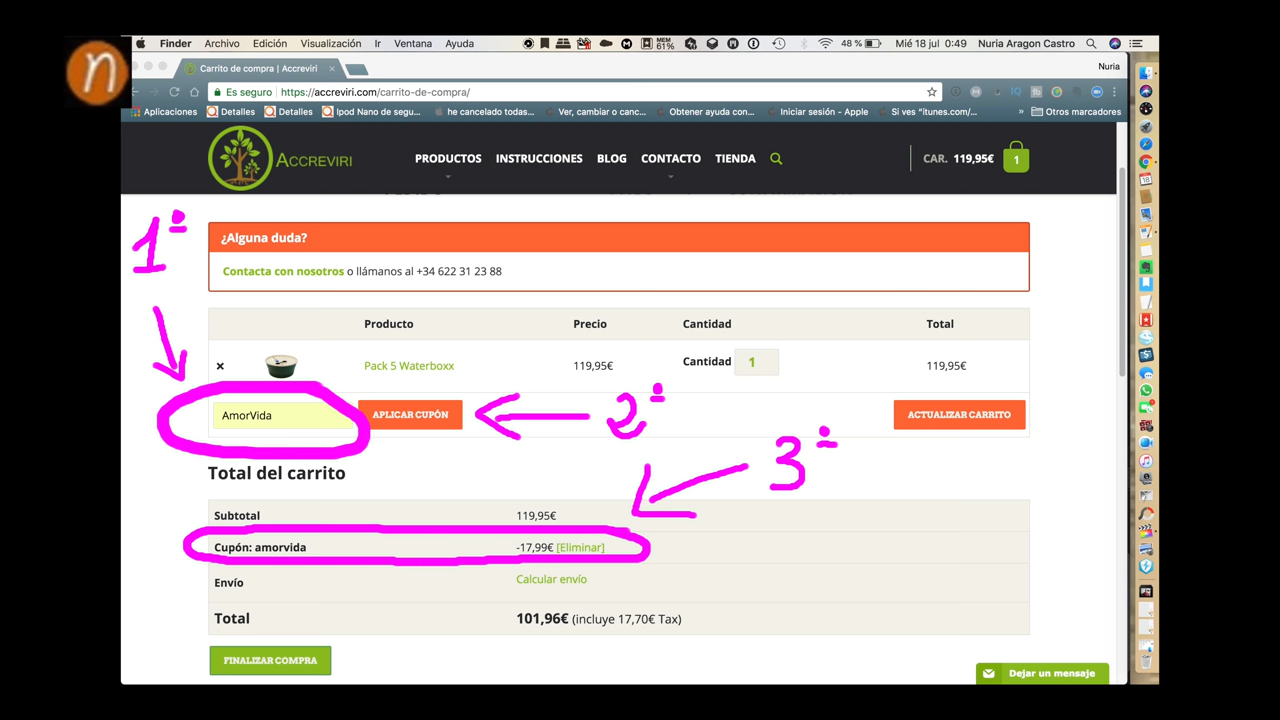 n
Finder Archivo Edición Visualización Ir Ventana Ayuda MEM 61% 48 % Mié 18 jul 0:49 Nuria Aragon Castro
Carrito de compra | Accreviri × Nuria
Es seguro https://accreviri.com/carrito-de-compra/
Aplicaciones Detalles Detalles Ipod Nano de segu... he cancelado todas... Ver, cambiar o canc... Obtener ayuda con... Iniciar sesión - Apple Si ves "itunes.com/... » Otros marcadores
ACCREVIRI PRODUCTOS INSTRUCCIONES BLOG CONTACTO TIENDA CAR. 119,95€ 1
1º
¿Alguna duda?
Contacta con nosotros o llámanos al +34 622 31 23 88
Producto Precio Cantidad Total
× Pack 5 Waterboxx 119,95€ Cantidad 1 119,95€
AmorVida APLICAR CUPÓN 2º ACTUALIZAR CARRITO
3º
Total del carrito
Subtotal 119,95€
Cupón: amorvida -17,99€ [Eliminar]
Envío Calcular envío
Total 101,96€ (incluye 17,70€ Tax)
FINALIZAR COMPRA
Dejar un mensaje